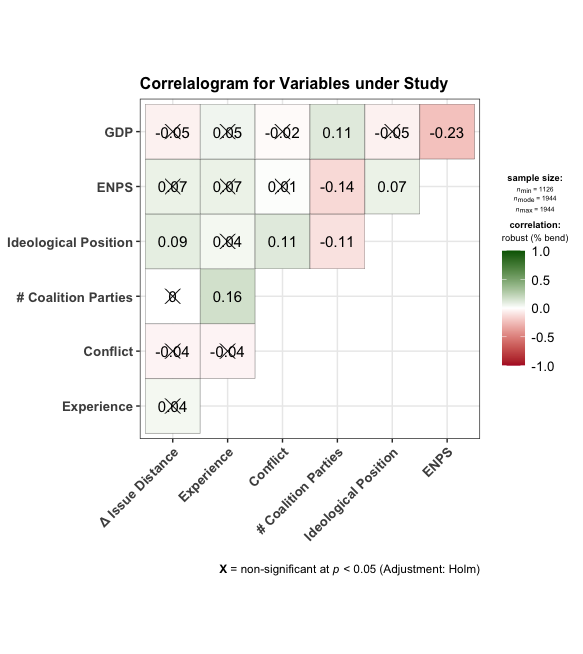 Correlalogram for Variables under Study
GDP -0.05 0.05 -0.02 0.11 -0.05 -0.23
ENPS 0.07 0.07 0.01 -0.14 0.07
Ideological Position 0.09 0.04 0.11 -0.11
# Coalition Parties 0 0.16
Conflict -0.04 -0.04
Experience 0.04
Δ Issue Distance
Experience
Conflict
# Coalition Parties
Ideological Position
ENPS
sample size:
nmin = 1126
nmode = 1944
nmax = 1944
correlation:
robust (% bend)
1.0
0.5
0.0
-0.5
-1.0
X = non-significant at p < 0.05 (Adjustment: Holm)